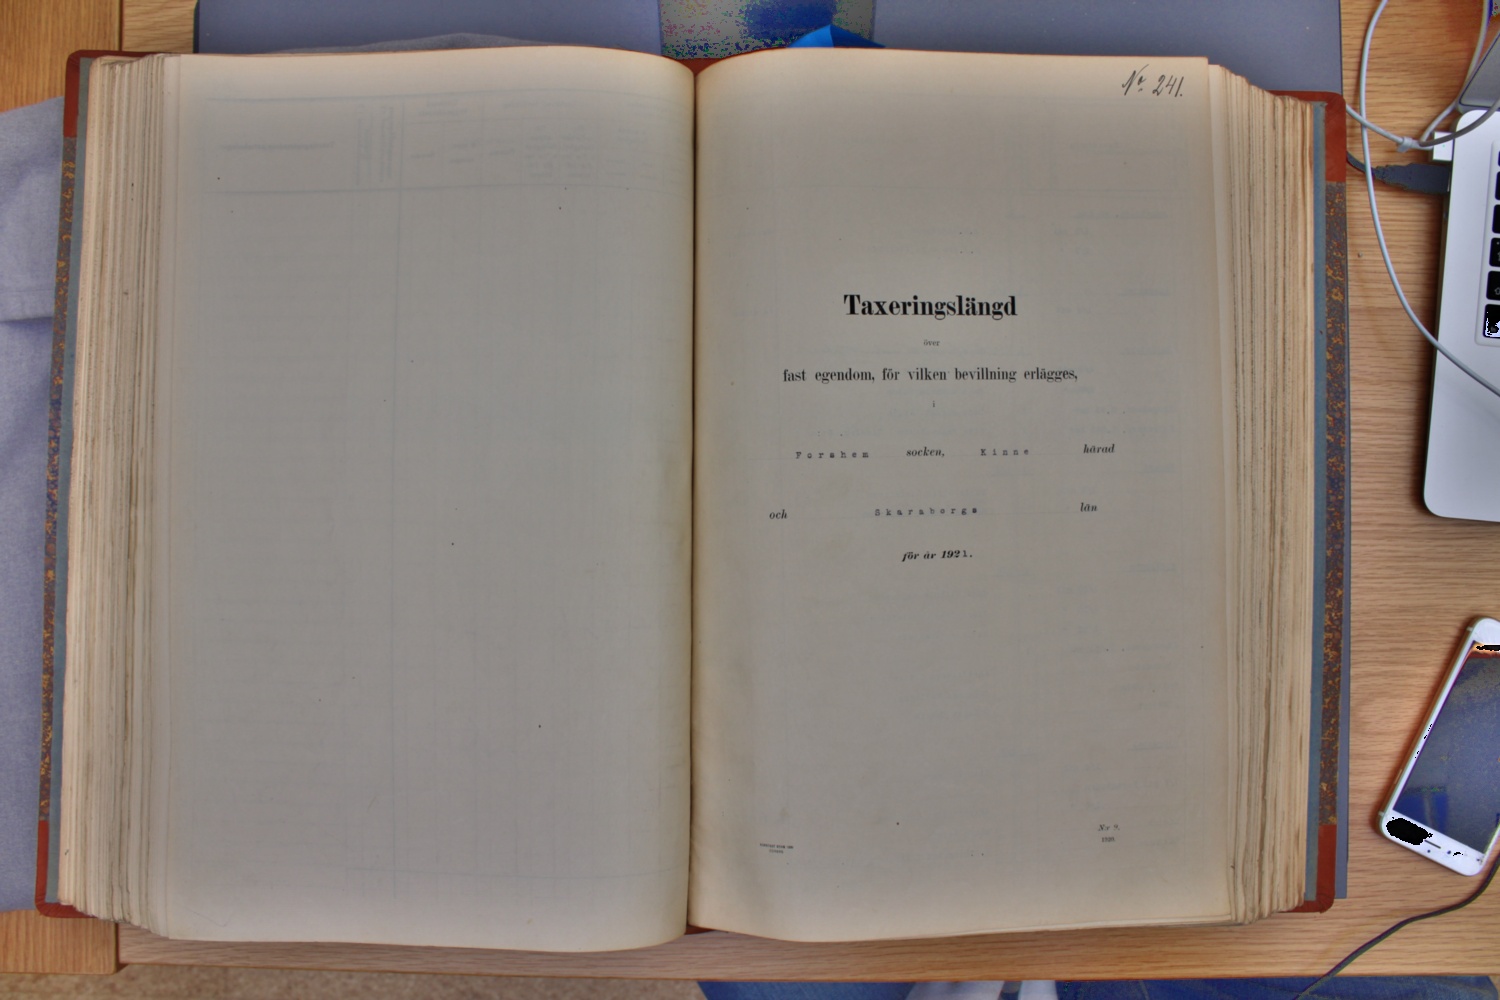 No 241.
Taxeringslängd
över
fast egendom, för vilken bevillning erlägges,
i
Forshem socken, Kinne härad
och Skaraborgs län
för år 1921.
N:r 9.
1920.